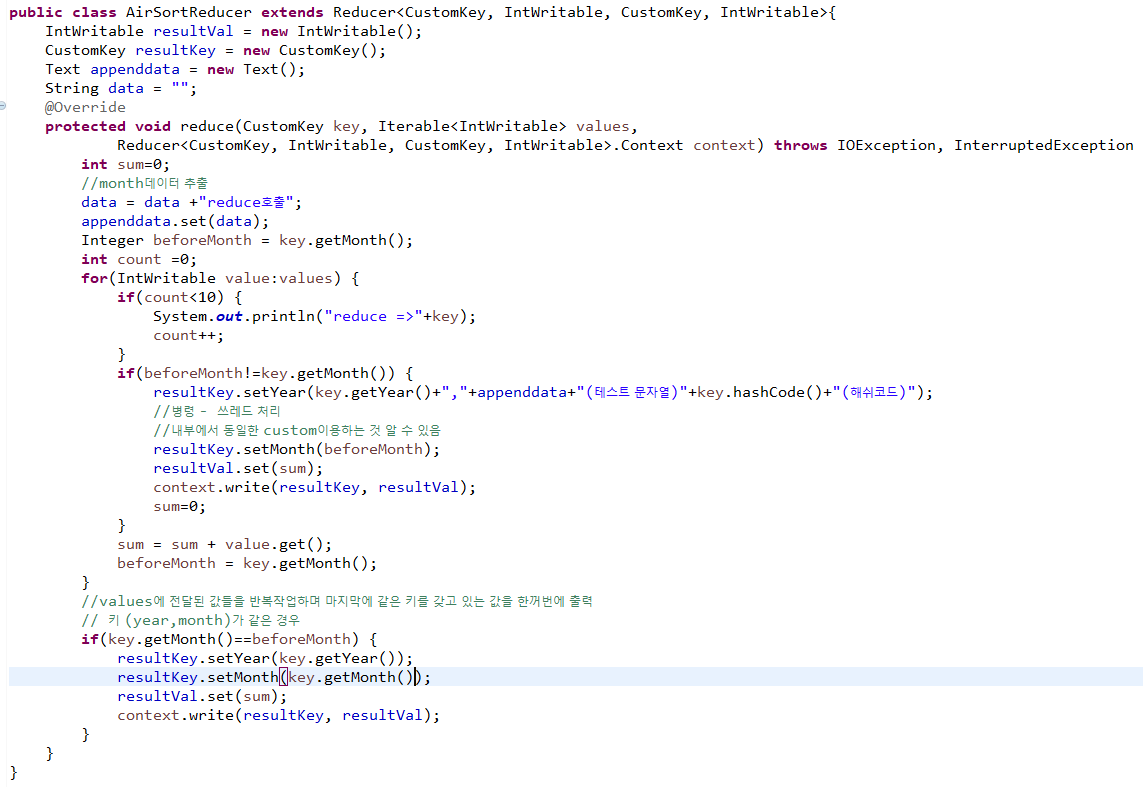 public class AirSortReducer extends Reducer<CustomKey, IntWritable, CustomKey, IntWritable>{
    IntWritable resultVal = new IntWritable();
    CustomKey resultKey = new CustomKey();
    Text appenddata = new Text();
    String data = "";
    @Override
    protected void reduce(CustomKey key, Iterable<IntWritable> values,
            Reducer<CustomKey, IntWritable, CustomKey, IntWritable>.Context context) throws IOException, InterruptedException
        int sum=0;
        //month데이터 추출
        data = data +"reduce호출";
        appenddata.set(data);
        Integer beforeMonth = key.getMonth();
        int count =0;
        for(IntWritable value:values) {
            if(count<10) {
                System.out.println("reduce =>"+key);
                count++;
            }
            if(beforeMonth!=key.getMonth()) {
                resultKey.setYear(key.getYear()+","+appenddata+"(테스트 문자열)"+key.hashCode()+"(해쉬코드)");
                //병령 - 쓰레드 처리
                //내부에서 동일한 custom이용하는 것 알 수 있음
                resultKey.setMonth(beforeMonth);
                resultVal.set(sum);
                context.write(resultKey, resultVal);
                sum=0;
            }
            sum = sum + value.get();
            beforeMonth = key.getMonth();
        }
        //values에 전달된 값들을 반복작업하며 마지막에 같은 키를 갖고 있는 값을 한꺼번에 출력
        // 키 (year,month)가 같은 경우
        if(key.getMonth()==beforeMonth) {
            resultKey.setYear(key.getYear());
            resultKey.setMonth(key.getMonth());
            resultVal.set(sum);
            context.write(resultKey, resultVal);
        }
    }
}